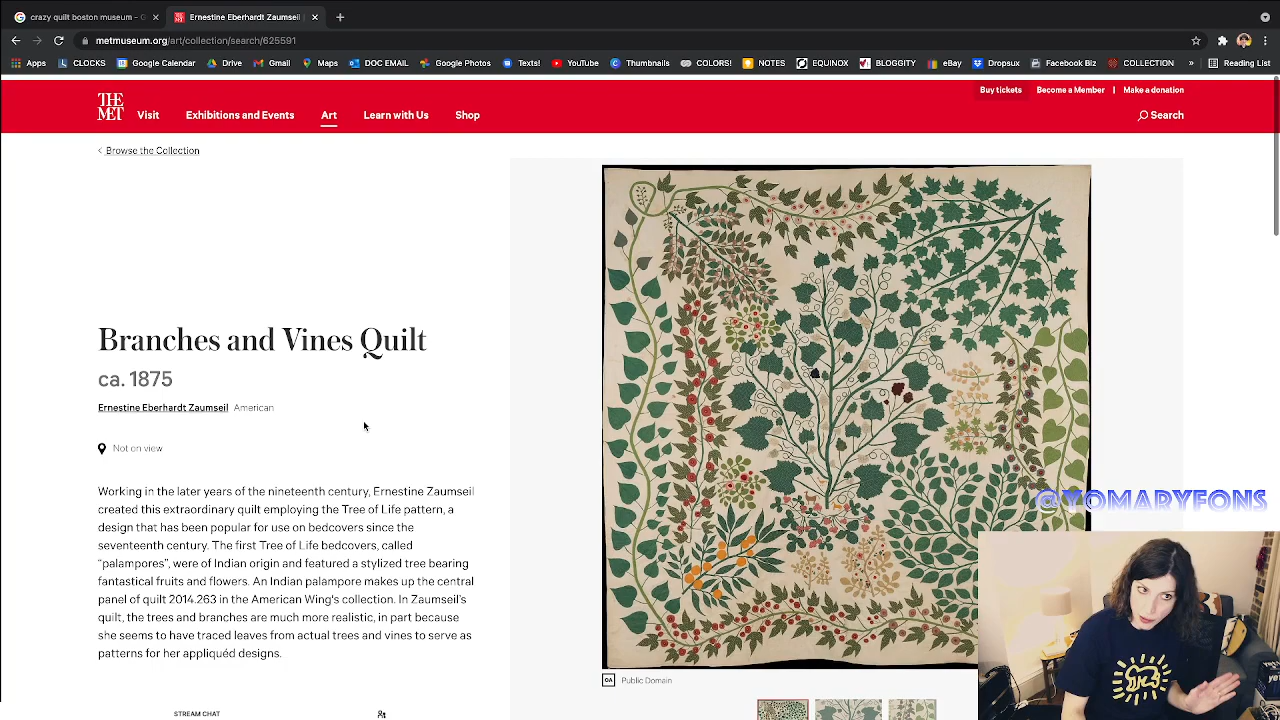 crazy quilt boston museum –
Ernestine Eberhardt Zaumseil |
metmuseum.org/art/collection/search/625591
Apps CLOCKS Google Calendar Drive Gmail Maps DOC EMAIL Google Photos Texts! YouTube Thumbnails COLORS! NOTES EQUINOX BLOGGITY eBay Dropulx Facebook Biz COLLECTION » Reading List
Buy tickets Become a Member | Make a donation
THE MET Visit Exhibitions and Events Art Learn with Us Shop Search
< Browse the Collection
Branches and Vines Quilt
ca. 1875
Ernestine Eberhardt Zaumseil American
Not on view
Working in the later years of the nineteenth century, Ernestine Zaumseil
created this extraordinary quilt employing the Tree of Life pattern, a
design that has been popular for use on bedcovers since the
seventeenth century. The first Tree of Life bedcovers, called
“palampores”, were of Indian origin and featured a stylized tree bearing
fantastical fruits and flowers. An Indian palampore makes up the central
panel of quilt 2014.263 in the American Wing's collection. In Zaumseil's
quilt, the trees and branches are much more realistic, in part because
she seems to have traced leaves from actual trees and vines to serve as
patterns for her appliquéd designs.
OA Public Domain
@YOMARYFONS
STREAM CHAT